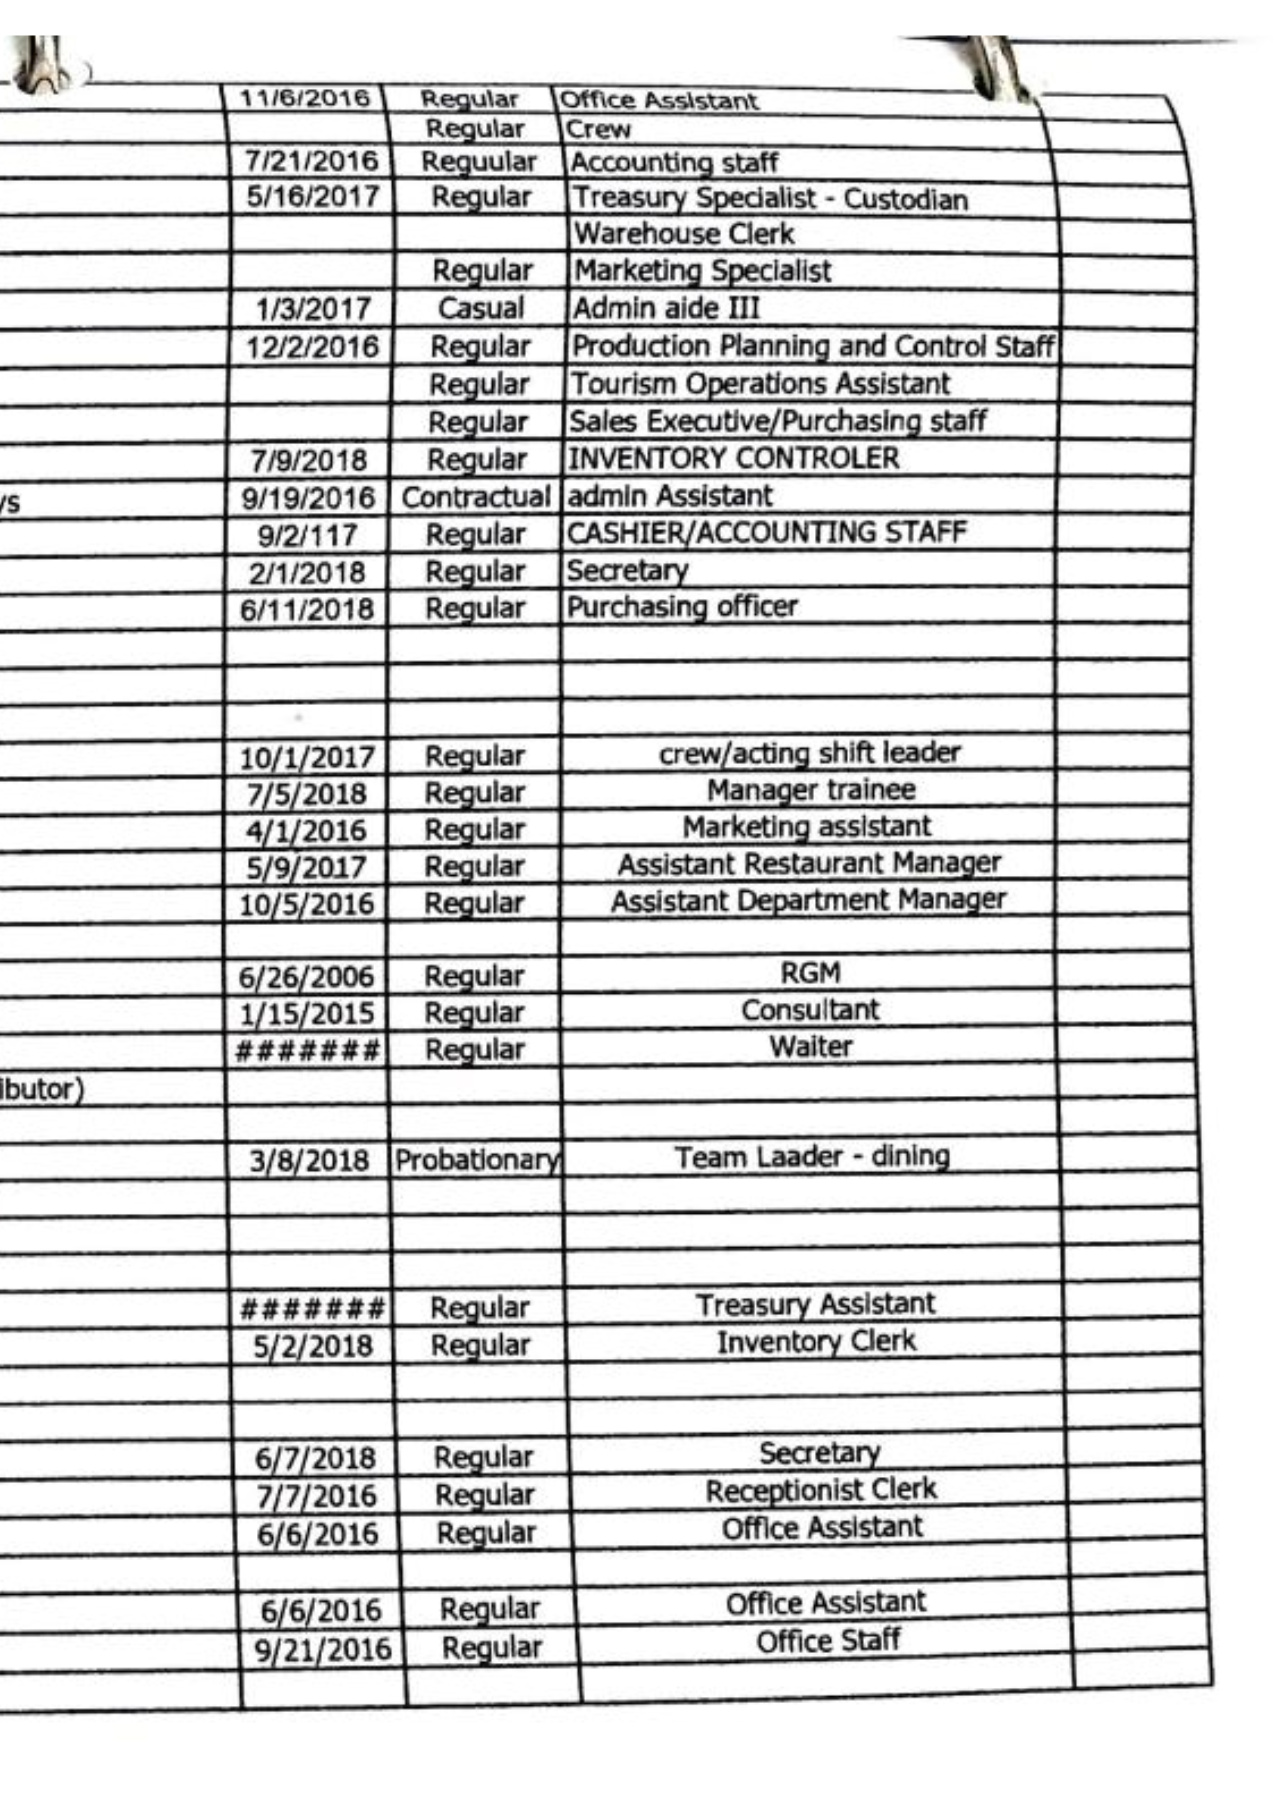 11/6/2016 Regular Office Assistant
Regular Crew
7/21/2016 Reguular Accounting staff
5/16/2017 Regular Treasury Specialist - Custodian
Warehouse Clerk
Regular Marketing Specialist
1/3/2017 Casual Admin aide III
12/2/2016 Regular Production Planning and Control Staff
Regular Tourism Operations Assistant
Regular Sales Executive/Purchasing staff
7/9/2018 Regular INVENTORY CONTROLER
/s 9/19/2016 Contractual admin Assistant
9/2/117 Regular CASHIER/ACCOUNTING STAFF
2/1/2018 Regular Secretary
6/11/2018 Regular Purchasing officer
10/1/2017 Regular crew/acting shift leader
7/5/2018 Regular Manager trainee
4/1/2016 Regular Marketing assistant
5/9/2017 Regular Assistant Restaurant Manager
10/5/2016 Regular Assistant Department Manager
6/26/2006 Regular RGM
1/15/2015 Regular Consultant
####### Regular Waiter
ibutor)
3/8/2018 Probationary Team Laader - dining
####### Regular Treasury Assistant
5/2/2018 Regular Inventory Clerk
6/7/2018 Regular Secretary
7/7/2016 Regular Receptionist Clerk
6/6/2016 Regular Office Assistant
6/6/2016 Regular Office Assistant
9/21/2016 Regular Office Staff